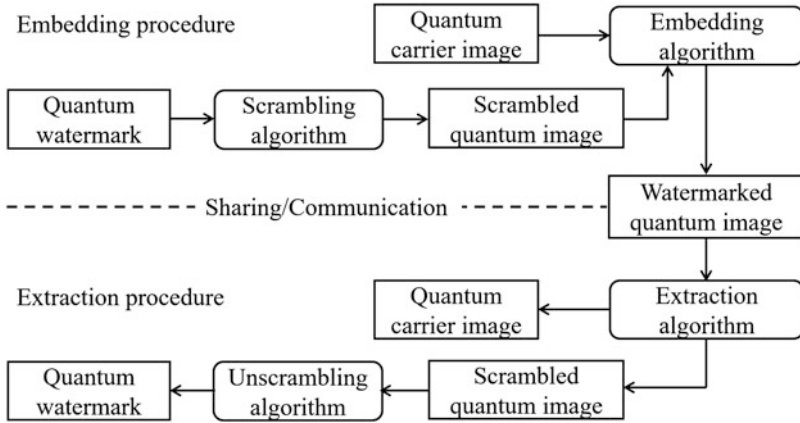 Embedding procedure
Quantum
carrier image
Embedding
algorithm
Quantum
watermark
Scrambling
algorithm
Scrambled
quantum image
Sharing/Communication
Watermarked
quantum image
Extraction procedure
Quantum
carrier image
Extraction
algorithm
Quantum
watermark
Unscrambling
algorithm
Scrambled
quantum image